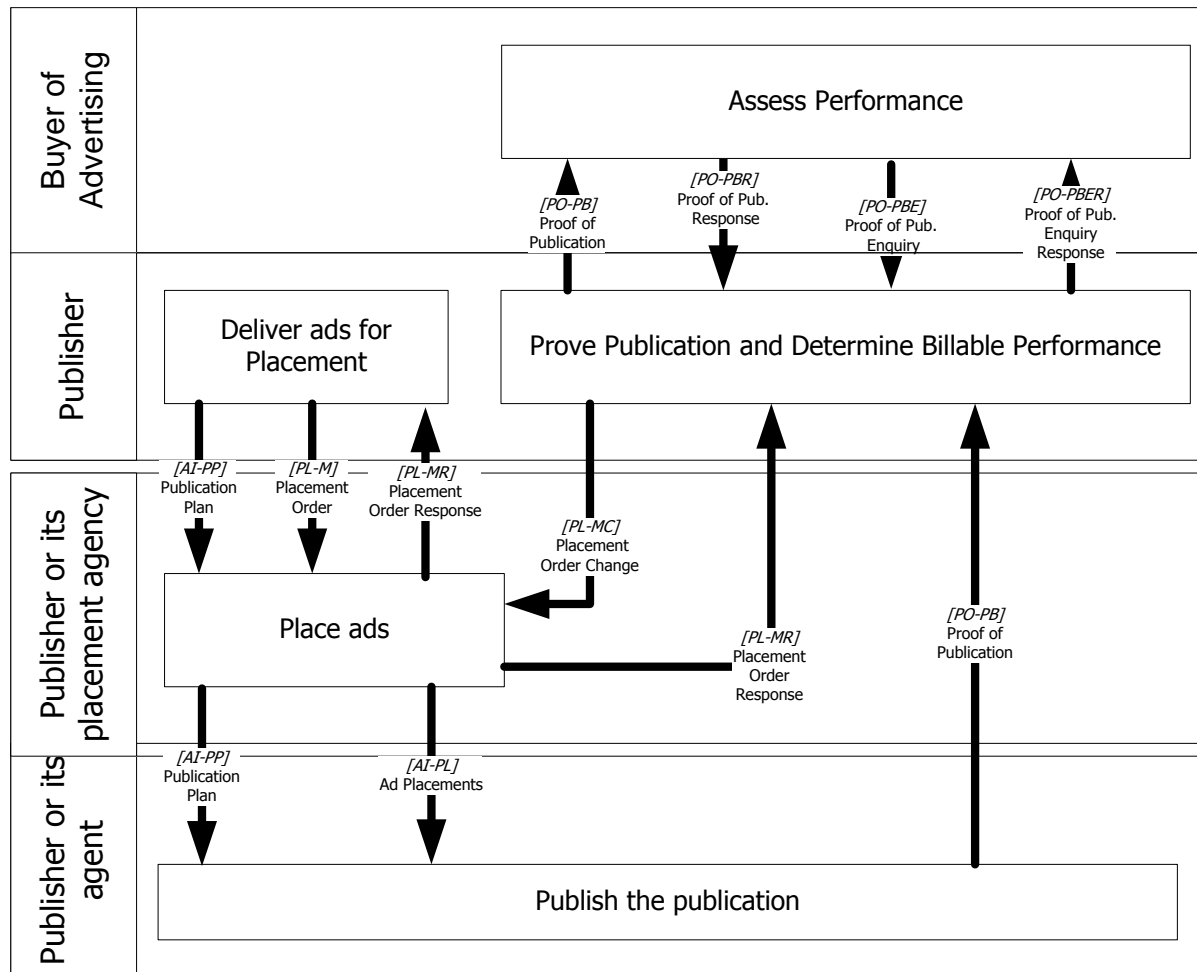 Buyer of
Advertising
Assess Performance
[PO-PB]
Proof of
Publication
[PO-PBR]
Proof of Pub.
Response
[PO-PBE]
Proof of Pub.
Enquiry
[PO-PBER]
Proof of Pub.
Enquiry
Response
Publisher
Deliver ads for
Placement
Prove Publication and Determine Billable Performance
[AI-PP]
Publication
Plan
[PL-M]
Placement
Order
[PL-MR]
Placement
Order Response
[PL-MC]
Placement
Order Change
Publisher or its
placement agency
Place ads
[PL-MR]
Placement
Order
Response
[PO-PB]
Proof of
Publication
[AI-PP]
Publication
Plan
[AI-PL]
Ad Placements
Publisher or its
agent
Publish the publication